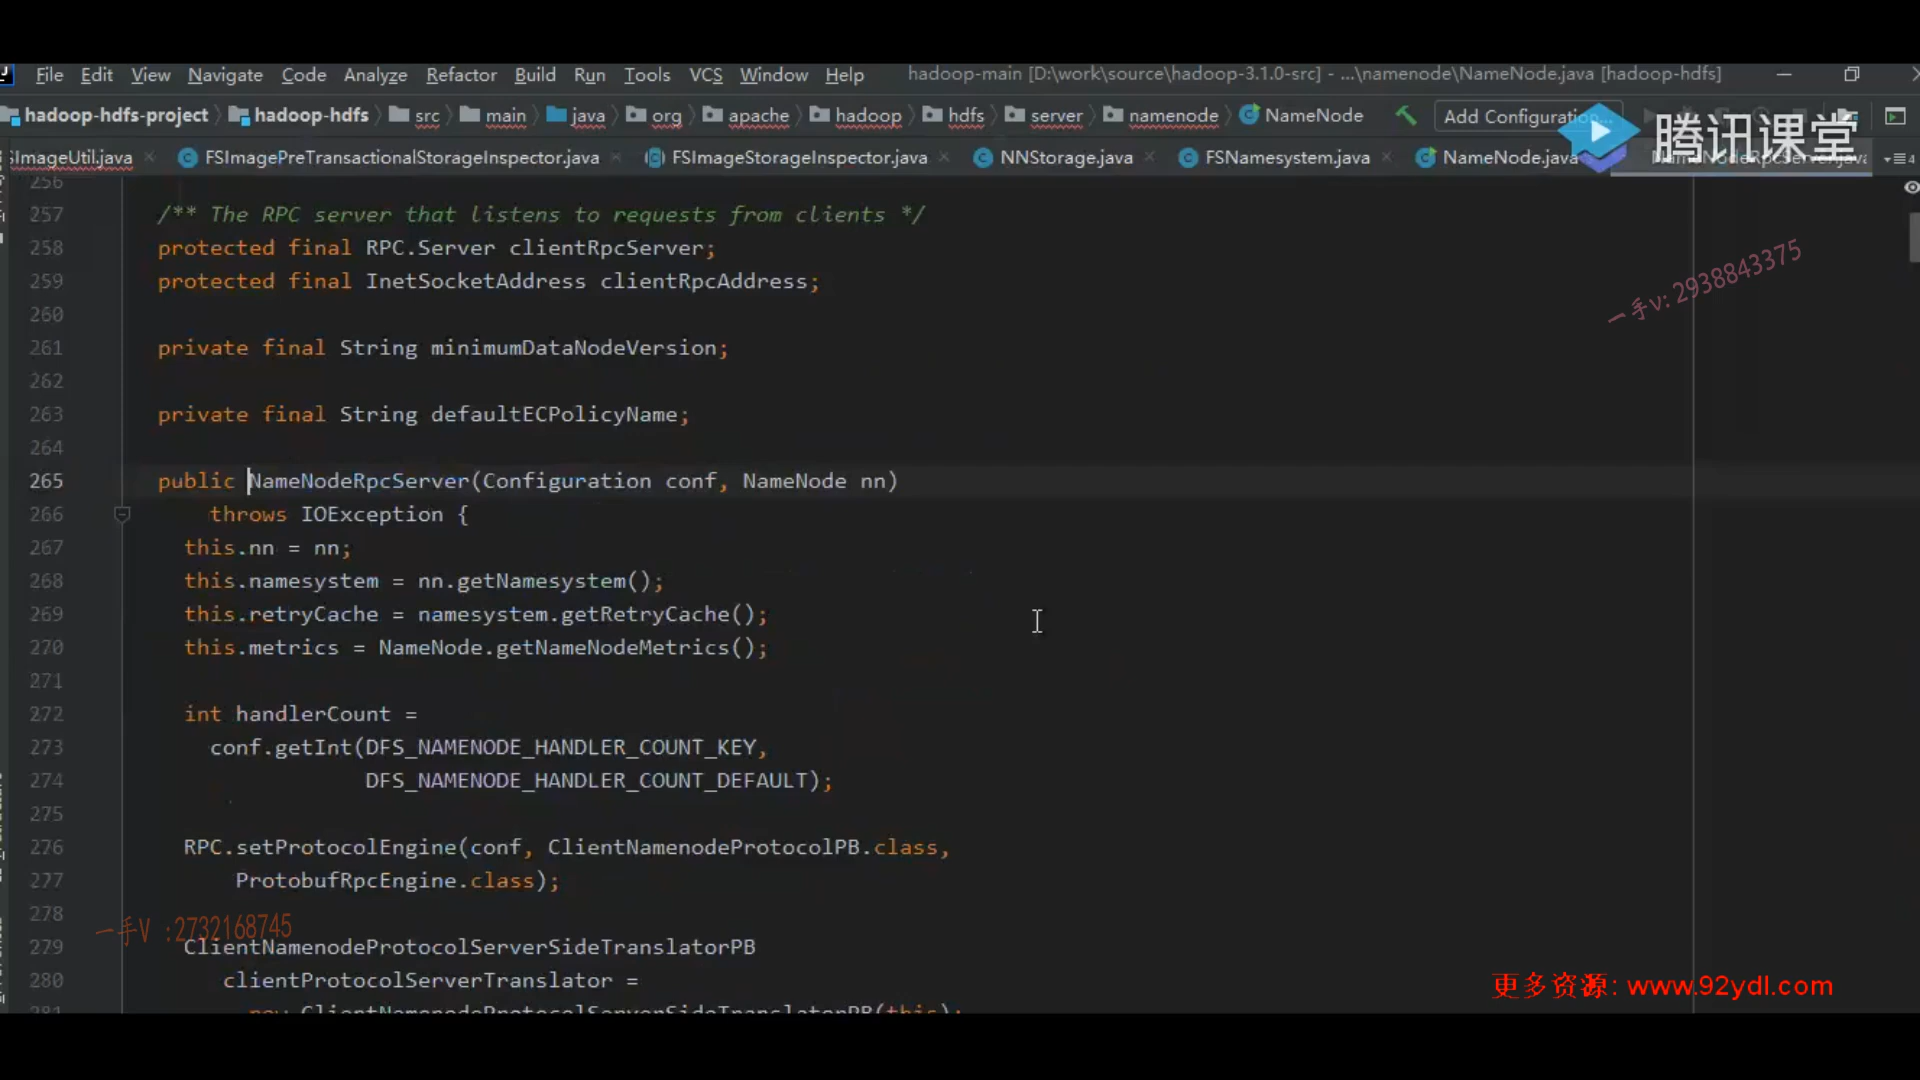 File Edit View Navigate Code Analyze Refactor Build Run Tools VCS Window Help hadoop-main [D:\work\source\hadoop-3.1.0-src] - ...\namenode\NameNode.java [hadoop-hdfs]
hadoop-hdfs-project hadoop-hdfs src main java org apache hadoop hdfs server namenode NameNode Add Configuration...
腾讯课堂
sImageUtil.java FSImagePreTransactionalStorageInspector.java FSImageStorageInspector.java NNStorage.java FSNamesystem.java NameNode.java NameNodeRpcServer.java
256
257 /** The RPC server that listens to requests from clients */
258 protected final RPC.Server clientRpcServer;
259 protected final InetSocketAddress clientRpcAddress;
一手v:2938843375
260
261 private final String minimumDataNodeVersion;
262
263 private final String defaultECPolicyName;
264
265 public NameNodeRpcServer(Configuration conf, NameNode nn)
266 throws IOException {
267 this.nn = nn;
268 this.namesystem = nn.getNamesystem();
269 this.retryCache = namesystem.getRetryCache();
270 this.metrics = NameNode.getNameNodeMetrics();
271
272 int handlerCount =
273 conf.getInt(DFS_NAMENODE_HANDLER_COUNT_KEY,
274 DFS_NAMENODE_HANDLER_COUNT_DEFAULT);
275
276 RPC.setProtocolEngine(conf, ClientNamenodeProtocolPB.class,
277 ProtobufRpcEngine.class);
278
一手V :2732168745
279 ClientNamenodeProtocolServerSideTranslatorPB
280 clientProtocolServerTranslator =
更多资源: www.92ydl.com
281 new ClientNamenodeProtocolServerSideTranslatorPB(this);